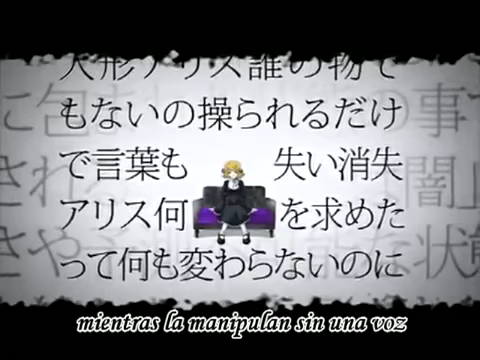 人形アリス誰の物で
もないの操られるだけ
で言葉も 失い消失
アリス何 を求めた
って何も変わらないのに
mientras la manipulan sin una voz